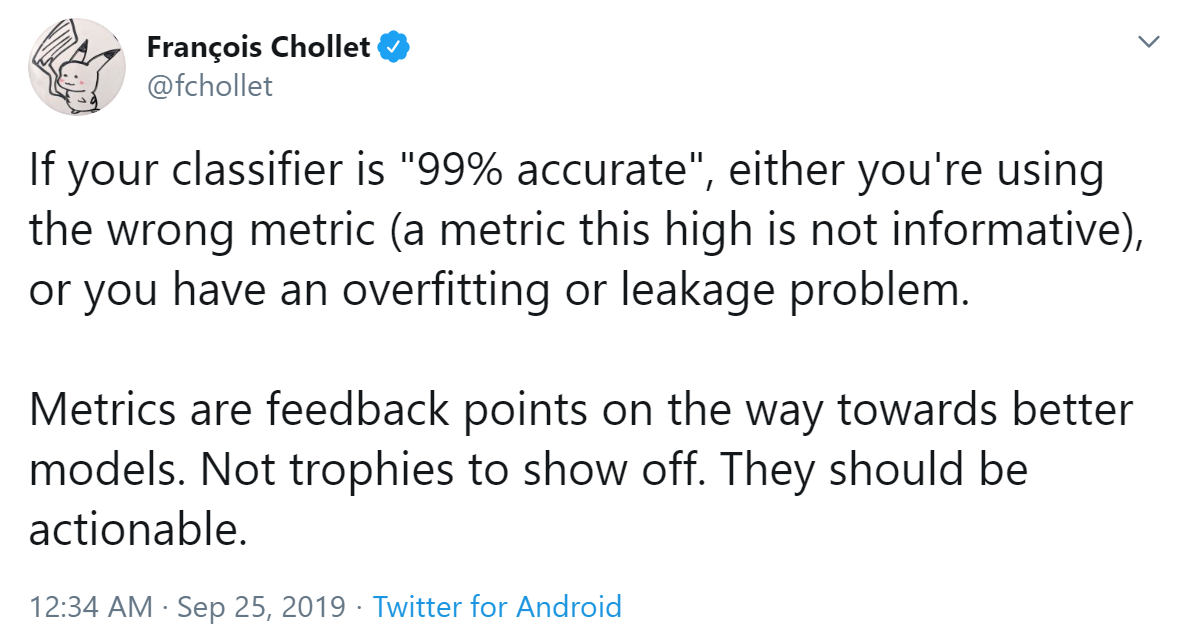 François Chollet
@fchollet
If your classifier is "99% accurate", either you're using
the wrong metric (a metric this high is not informative),
or you have an overfitting or leakage problem.
Metrics are feedback points on the way towards better
models. Not trophies to show off. They should be
actionable.
12:34 AM · Sep 25, 2019 · Twitter for Android